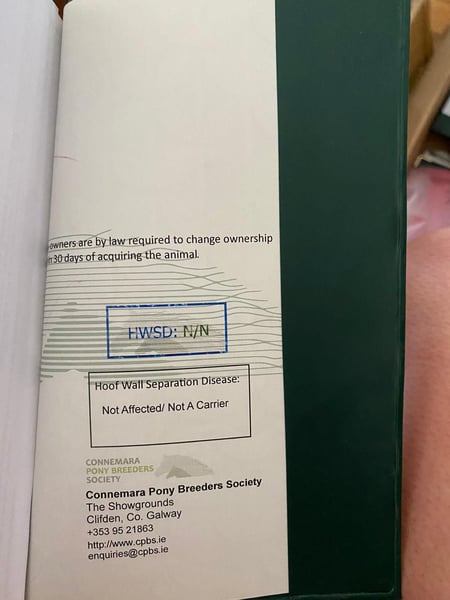 owners are by law required to change ownership
30 days of acquiring the animal.
HWSD: N/N
Hoof Wall Separation Disease:
Not Affected/ Not A Carrier
CONNEMARA
PONY BREEDERS
SOCIETY
Connemara Pony Breeders Society
The Showgrounds
Clifden, Co. Galway
+353 95 21863
http://www.cpbs.ie
enquiries@cpbs.ie